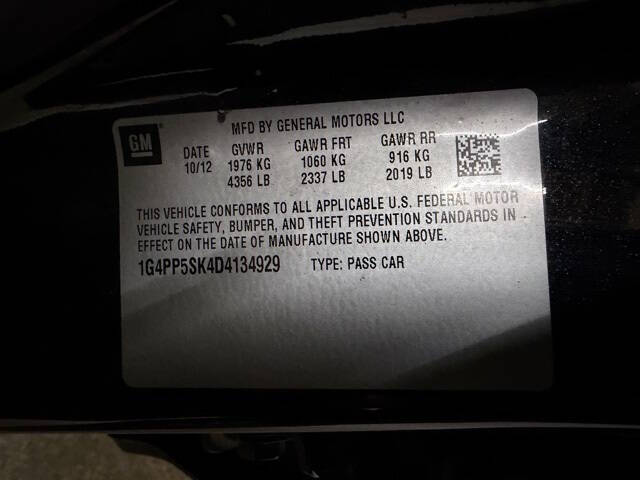 GM
MFD BY GENERAL MOTORS LLC
DATE GVWR GAWR FRT GAWR RR
10/12 1976 KG 1060 KG 916 KG
4356 LB 2337 LB 2019 LB
THIS VEHICLE CONFORMS TO ALL APPLICABLE U.S. FEDERAL MOTOR
VEHICLE SAFETY, BUMPER, AND THEFT PREVENTION STANDARDS IN
EFFECT ON THE DATE OF MANUFACTURE SHOWN ABOVE.
1G4PP5SK4D4134929 TYPE: PASS CAR